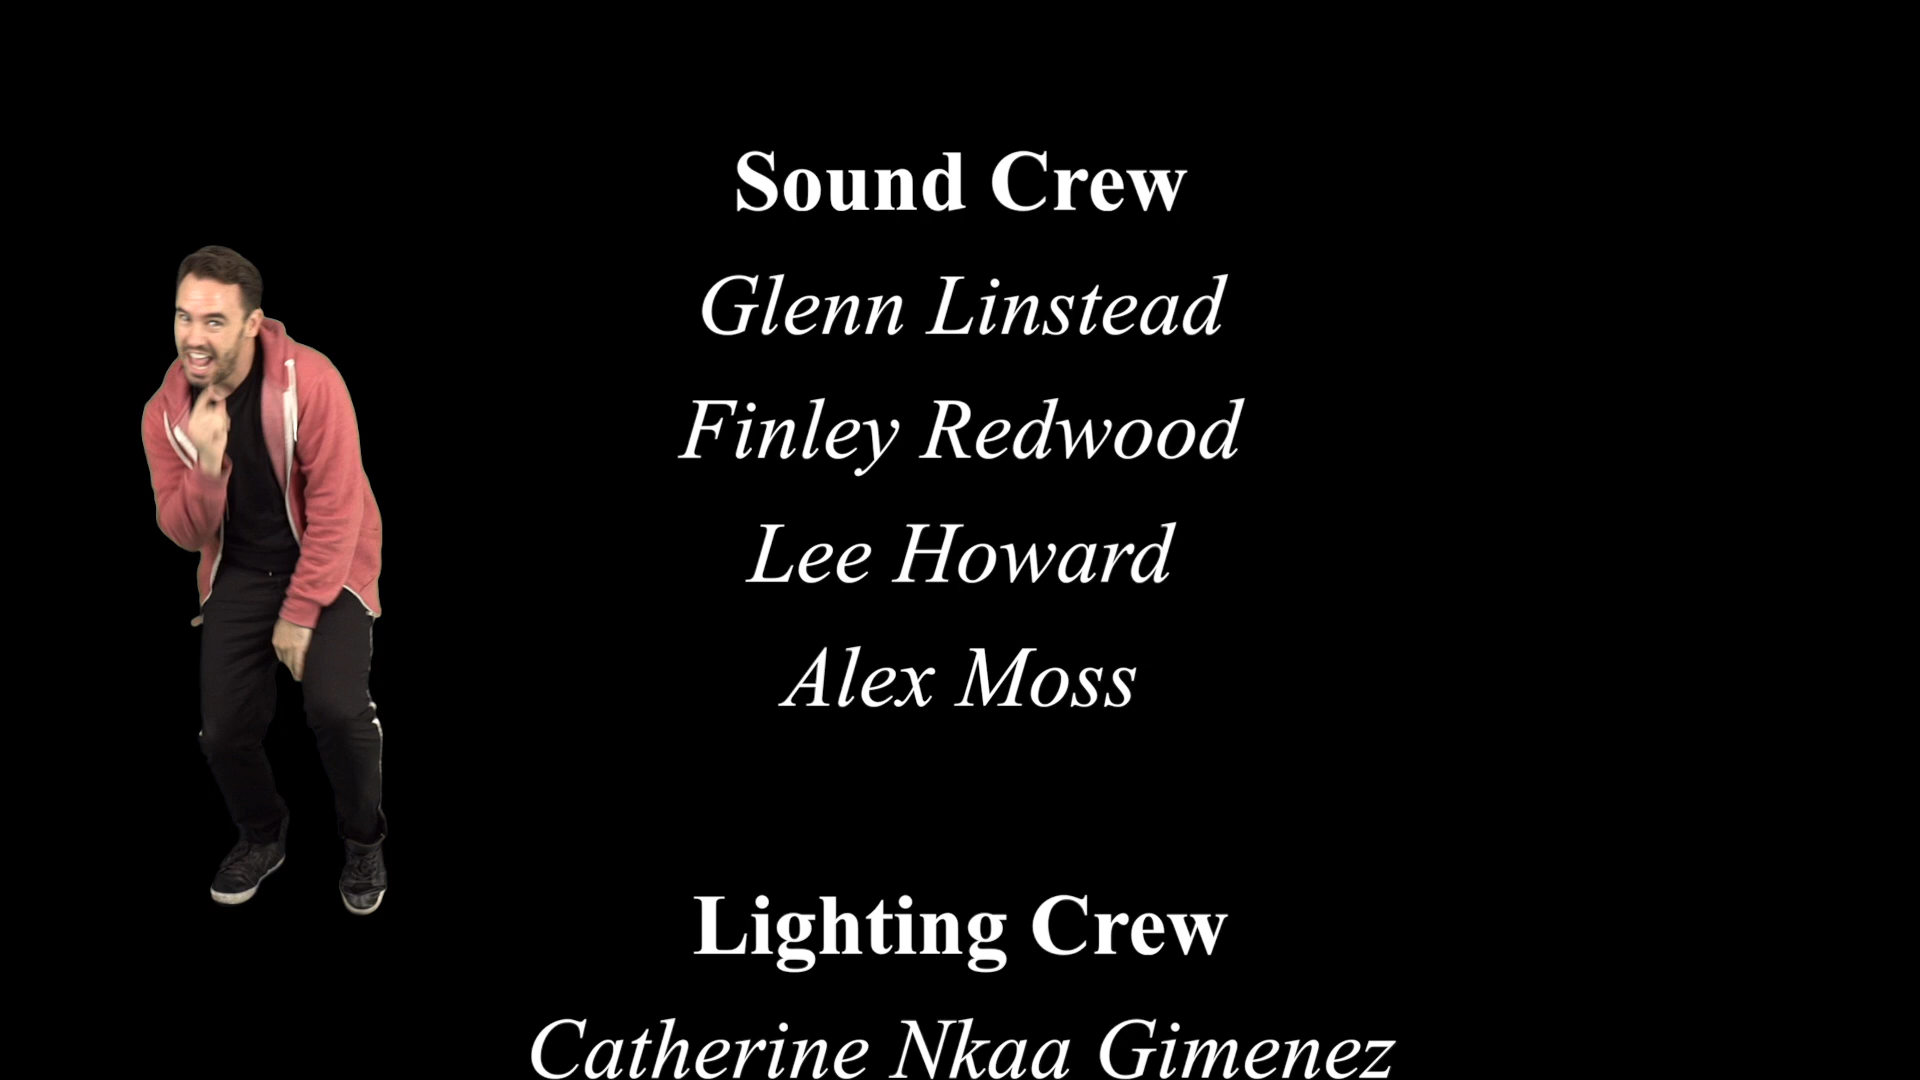 Sound Crew
Glenn Linstead
Finley Redwood
Lee Howard
Alex Moss
Lighting Crew
Catherine Nkaa Gimenez